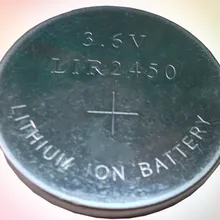 3.6V
LIR2450
+
LITHIUM ION BATTERY